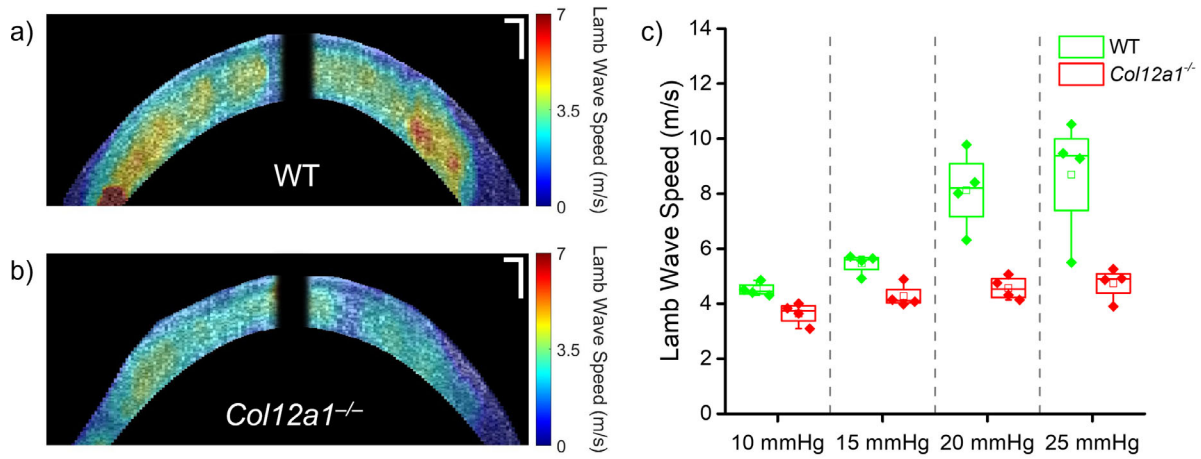 a)
WT
7
3.5
0
Lamb Wave Speed (m/s)
b)
Col12a1⁻/⁻
7
3.5
0
Lamb Wave Speed (m/s)
c)
WT
Col12a1⁻/⁻
Lamb Wave Speed (m/s)
14
12
10
8
6
4
2
0
10 mmHg 15 mmHg 20 mmHg 25 mmHg